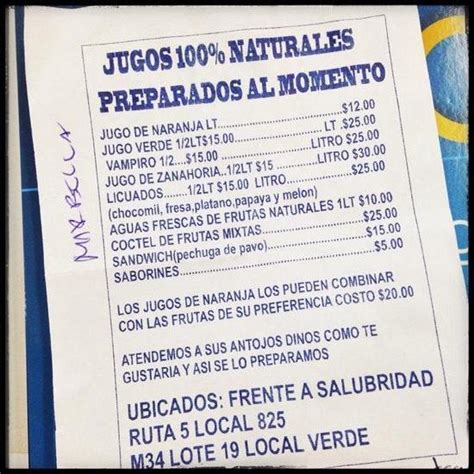 JUGOS 100% NATURALES
PREPARADOS AL MOMENTO
JUGO DE NARANJA LT.......................$12.00
JUGO VERDE 1/2LT$15.00................ LT .$25.00
VAMPIRO 1/2...$15.00 ........................$25.00
JUGO DE ZANAHORIA..1/2LT $15 ....... LITRO $30.00
LICUADOS......1/2LT $15.00 LITRO.......$25.00
(chocomil, fresa,platano,papaya y melon)
AGUAS FRESCAS DE FRUTAS NATURALES 1LT $10.00
COCTEL DE FRUTAS MIXTAS......................$25.00
SANDWICH(pechuga de pavo)..................$15.00
SABORINES........................................$5.00
LOS JUGOS DE NARANJA LOS PUEDEN COMBINAR
CON LAS FRUTAS DE SU PREFERENCIA COSTO $20.00
ATENDEMOS A SUS ANTOJOS DINOS COMO TE
GUSTARIA Y ASI SE LO PREPARAMOS
UBICADOS: FRENTE A SALUBRIDAD
RUTA 5 LOCAL 825
M34 LOTE 19 LOCAL VERDE